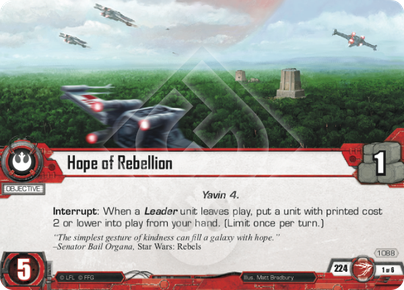 Hope of Rebellion
1
OBJECTIVE
Yavin 4.
Interrupt: When a Leader unit leaves play, put a unit with printed cost
2 or lower into play from your hand. (Limit once per turn.)
"The simplest gesture of kindness can fill a galaxy with hope."
–Senator Bail Organa, Star Wars: Rebels
1088
5
© LFL © FFG
Illus. Matt Bradbury
224
1 of 6